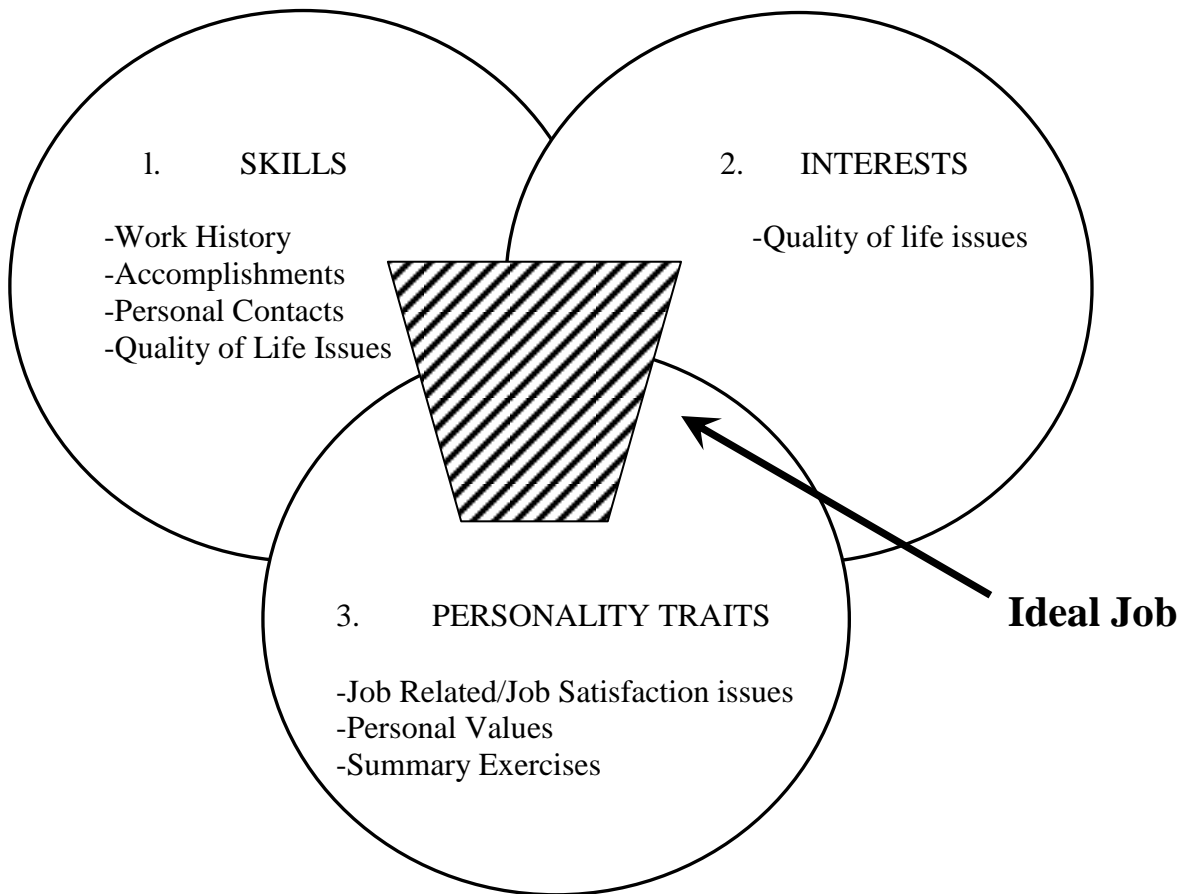 1. SKILLS
-Work History
-Accomplishments
-Personal Contacts
-Quality of Life Issues
2. INTERESTS
-Quality of life issues
3. PERSONALITY TRAITS
-Job Related/Job Satisfaction issues
-Personal Values
-Summary Exercises
Ideal Job